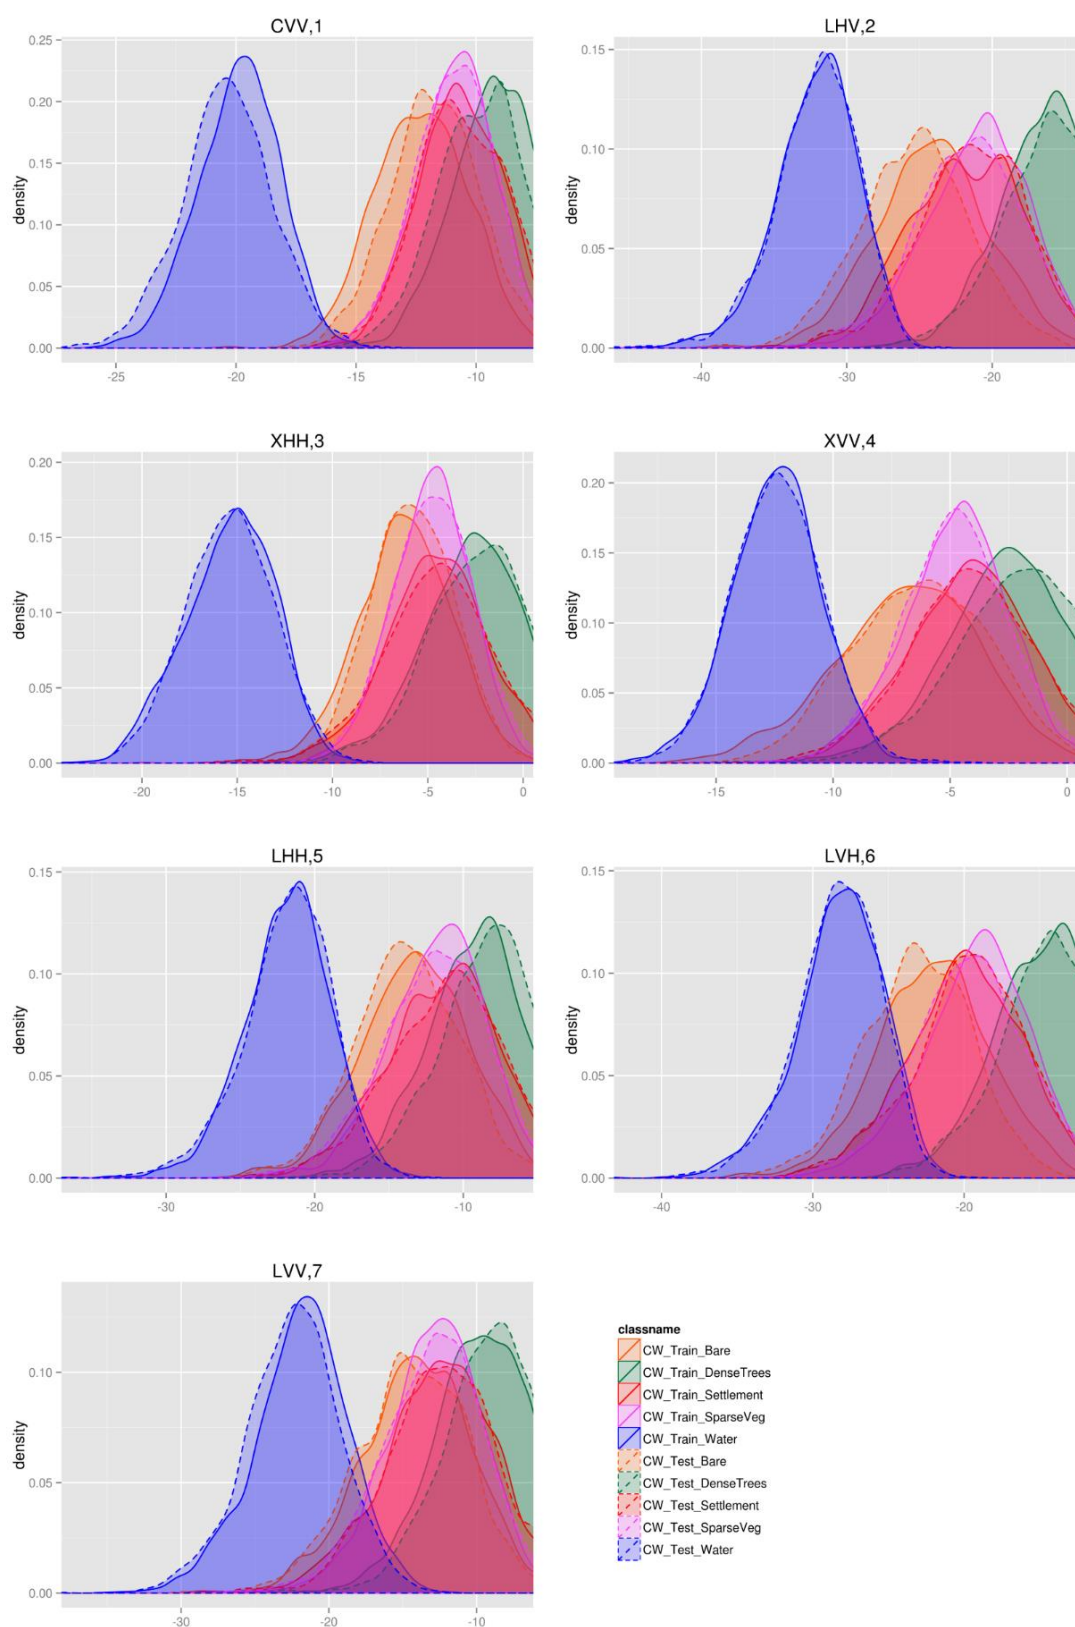 CVV,1
0.25
0.20
0.15
0.10
0.05
0.00
density
-25
-20
-15
-10
LHV,2
0.15
0.10
0.05
0.00
density
-40
-30
-20
XHH,3
0.20
0.15
0.10
0.05
0.00
density
-20
-15
-10
-5
0
XVV,4
0.20
0.15
0.10
0.05
0.00
density
-15
-10
-5
0
LHH,5
0.15
0.10
0.05
0.00
density
-30
-20
-10
LVH,6
0.15
0.10
0.05
0.00
density
-40
-30
-20
LVV,7
0.10
0.05
0.00
density
-30
-20
-10
classname
CW_Train_Bare
CW_Train_DenseTrees
CW_Train_Settlement
CW_Train_SparseVeg
CW_Train_Water
CW_Test_Bare
CW_Test_DenseTrees
CW_Test_Settlement
CW_Test_SparseVeg
CW_Test_Water